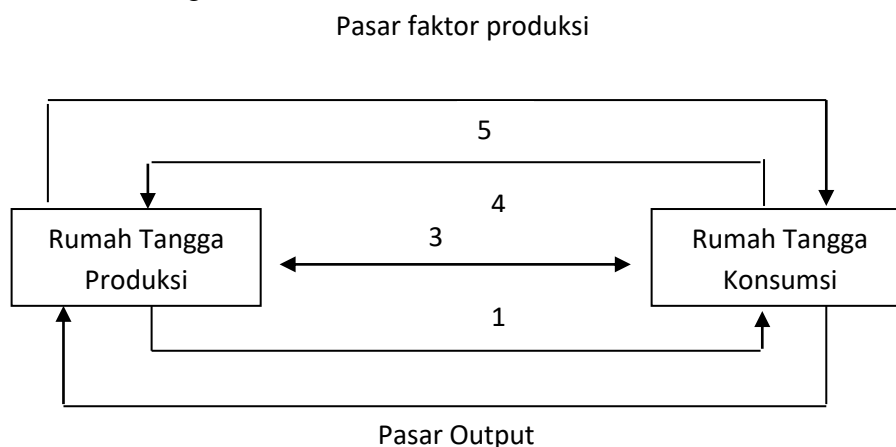 Pasar faktor produksi
5
4
Rumah Tangga
Produksi
3
Rumah Tangga
Konsumsi
1
Pasar Output